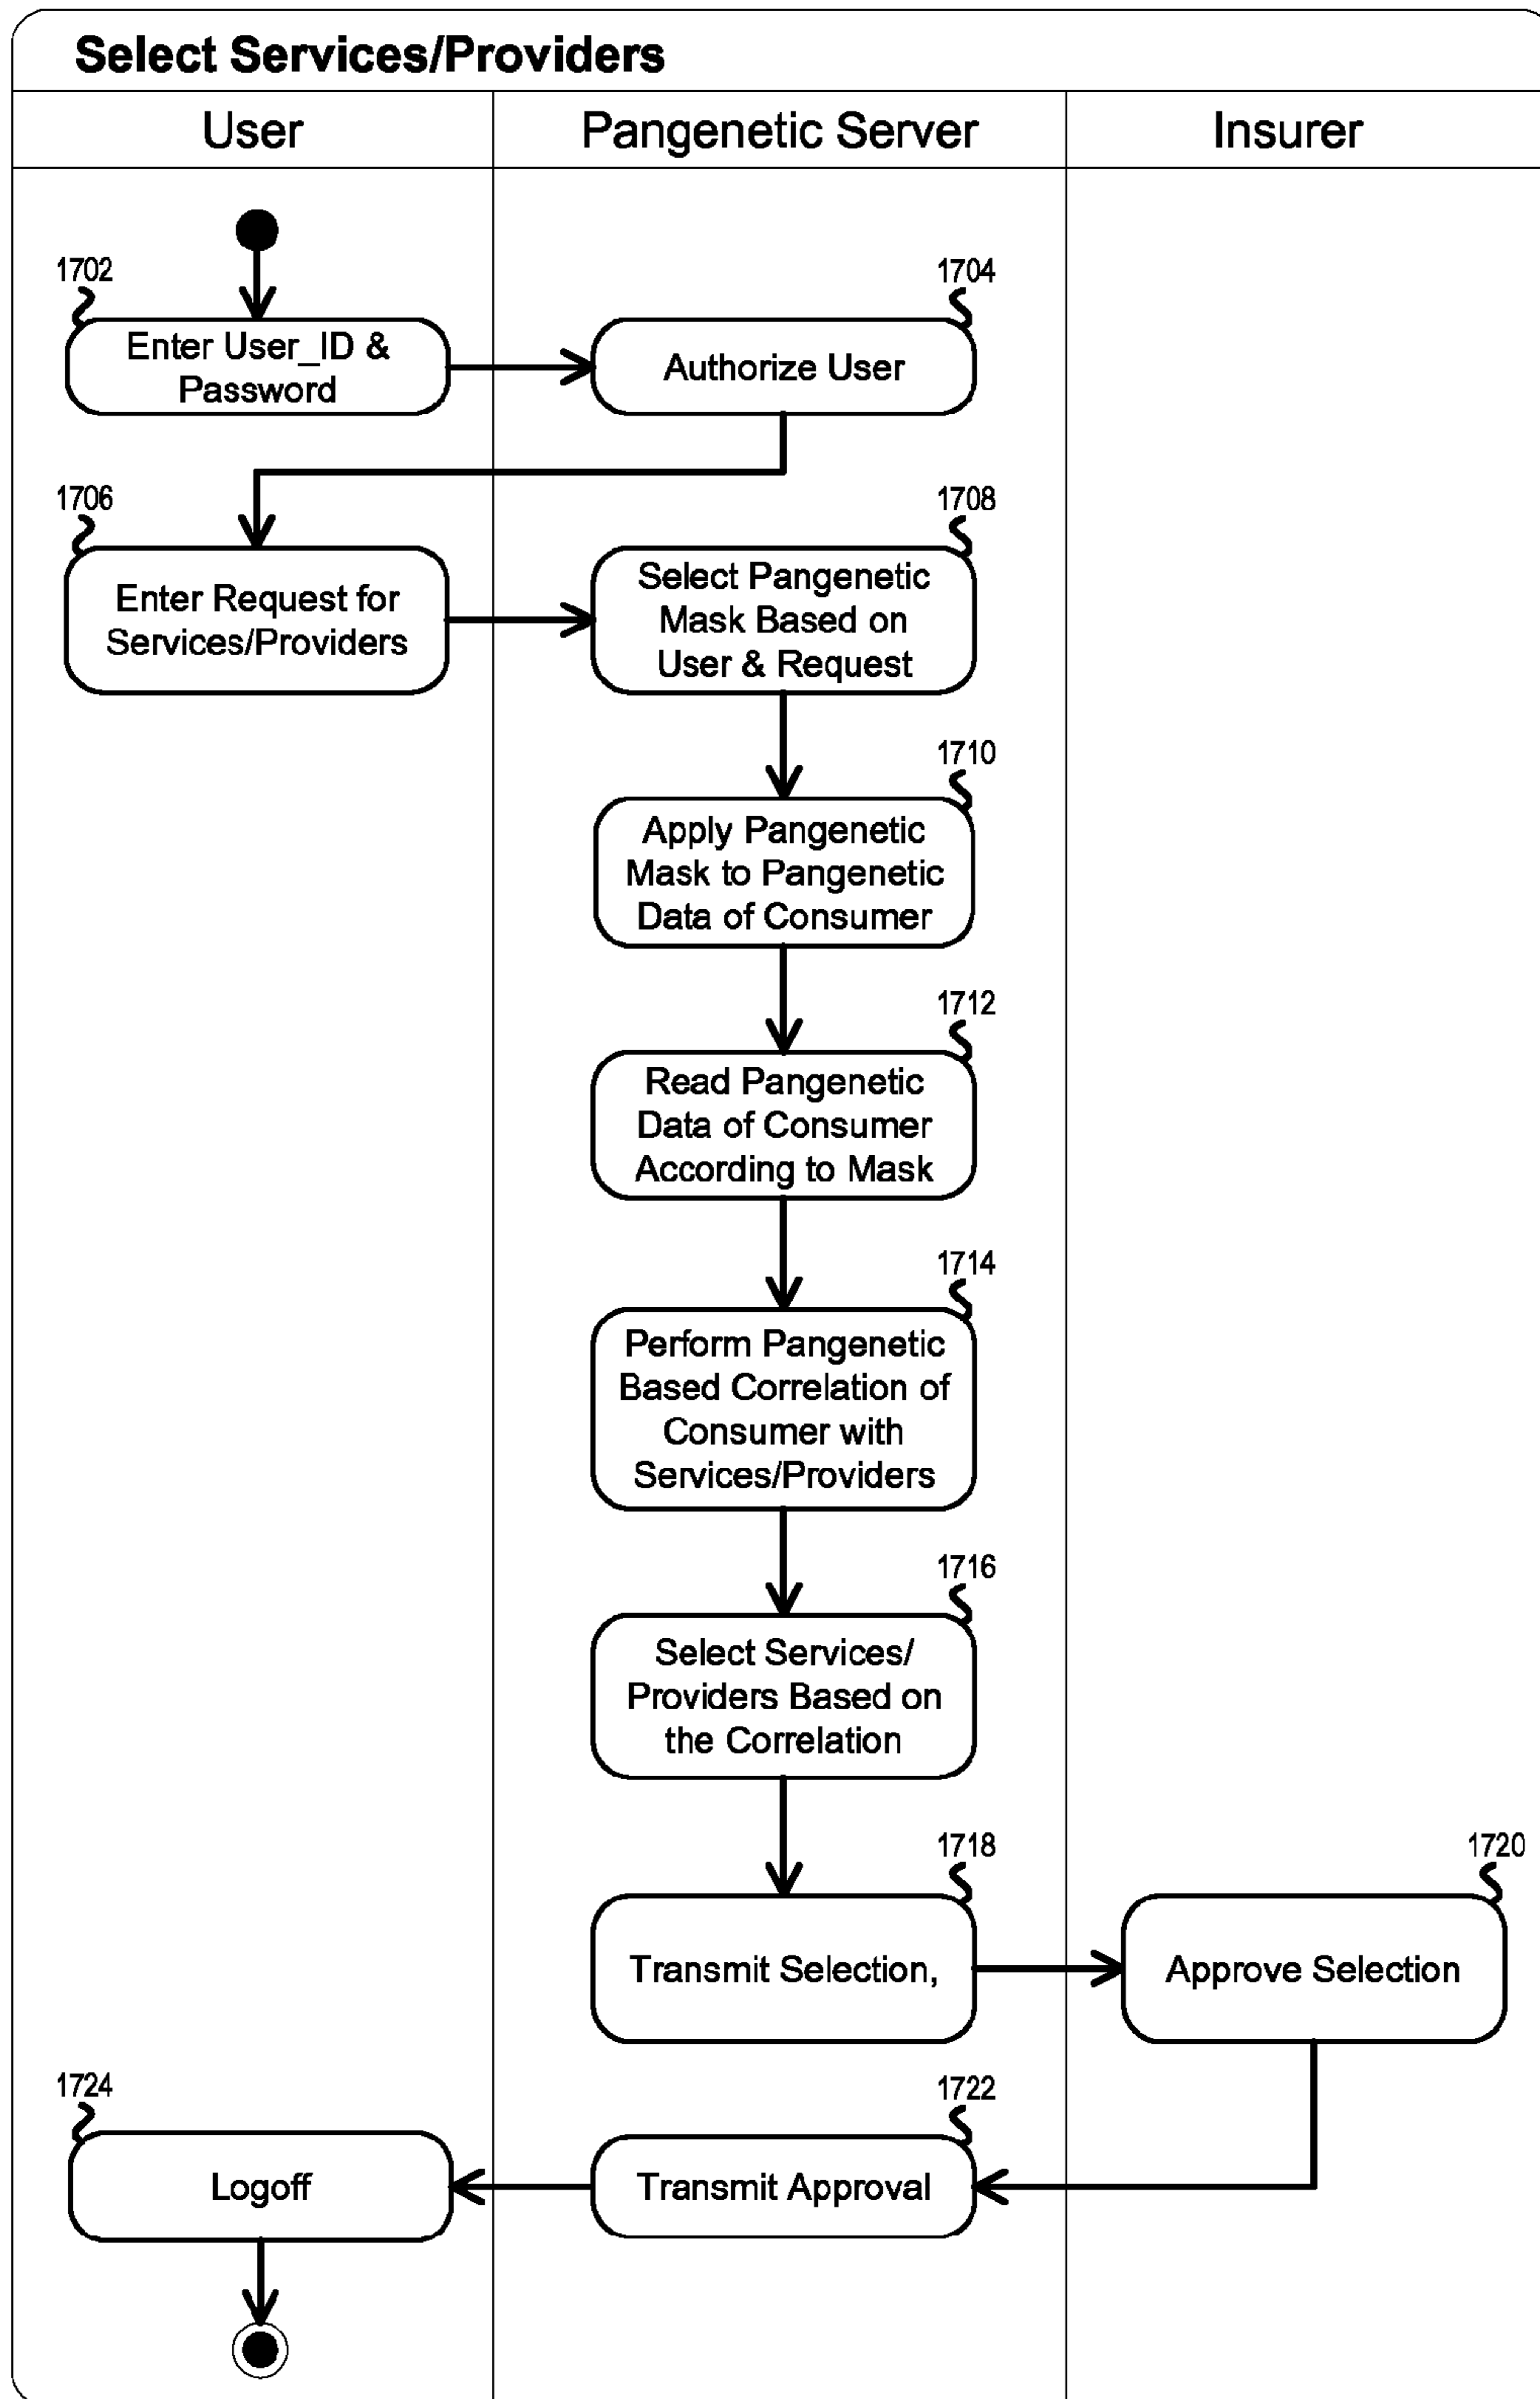 Select Services/Providers
User
Pangenetic Server
Insurer
1702
Enter User_ID &
Password
1704
Authorize User
1706
Enter Request for
Services/Providers
1708
Select Pangenetic
Mask Based on
User & Request
1710
Apply Pangenetic
Mask to Pangenetic
Data of Consumer
1712
Read Pangenetic
Data of Consumer
According to Mask
1714
Perform Pangenetic
Based Correlation of
Consumer with
Services/Providers
1716
Select Services/
Providers Based on
the Correlation
1718
Transmit Selection,
1720
Approve Selection
1722
Transmit Approval
1724
Logoff